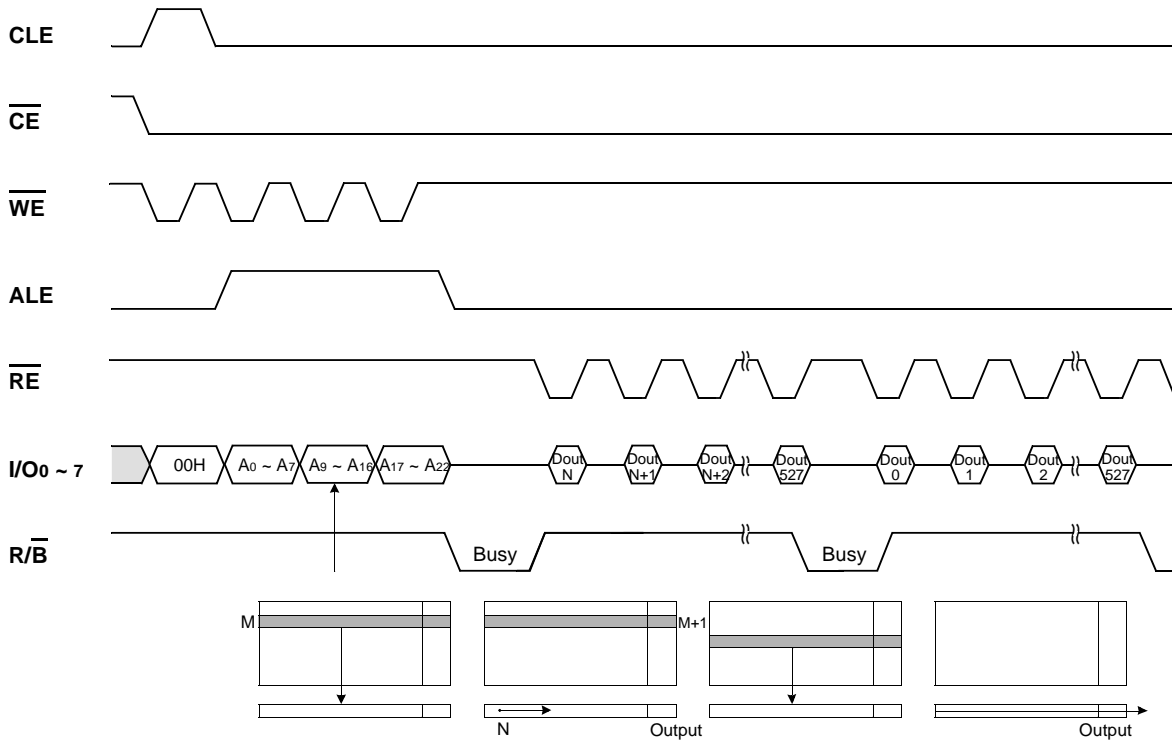 CLE
CE
WE
ALE
RE
I/O0 ~ 7 00H A0 ~ A7 A9 ~ A16 A17 ~ A22 Dout N Dout N+1 Dout N+2 Dout 527 Dout 0 Dout 1 Dout 2 Dout 527
R/B Busy Busy
M M+1
N Output Output